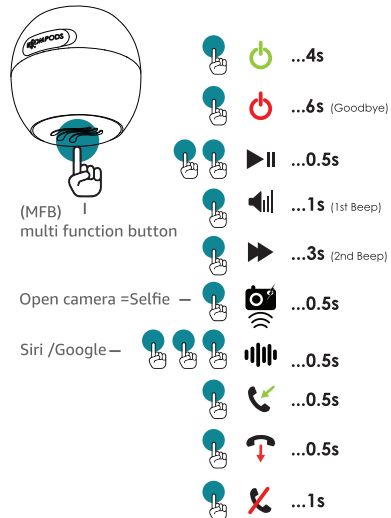 BOOMPODS
...4s
...6s (Goodbye)
...0.5s
...1s (1st Beep)
(MFB)
multi function button
...3s (2nd Beep)
Open camera =Selfie – ...0.5s
Siri /Google – ...0.5s
...0.5s
...0.5s
...1s